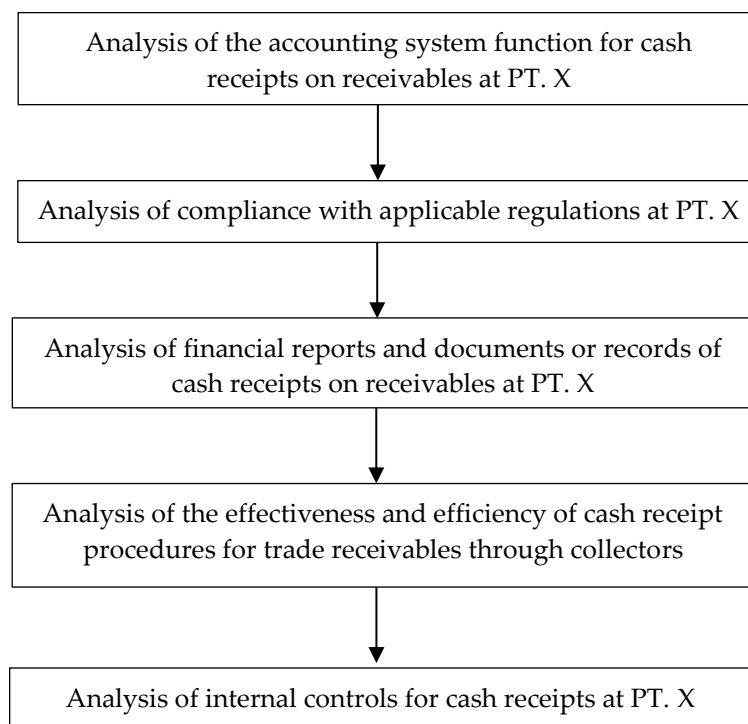 Analysis of the accounting system function for cash
receipts on receivables at PT. X
Analysis of compliance with applicable regulations at PT. X
Analysis of financial reports and documents or records of
cash receipts on receivables at PT. X
Analysis of the effectiveness and efficiency of cash receipt
procedures for trade receivables through collectors
Analysis of internal controls for cash receipts at PT. X